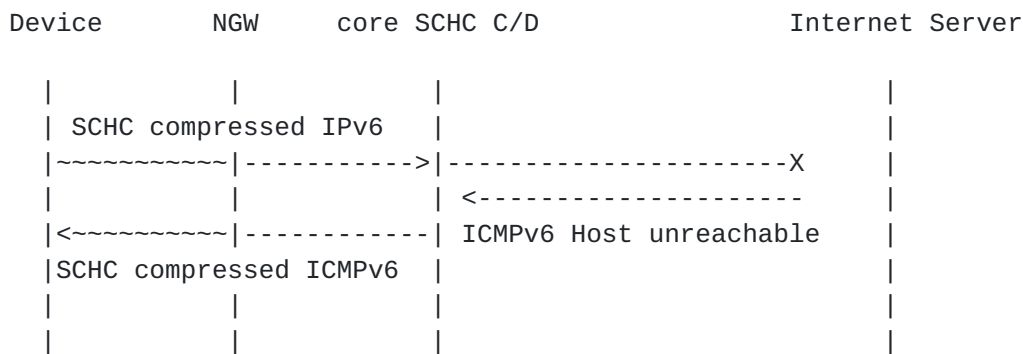 Device NGW core SCHC C/D Internet Server
SCHC compressed IPv6
X
ICMPv6 Host unreachable
SCHC compressed ICMPv6